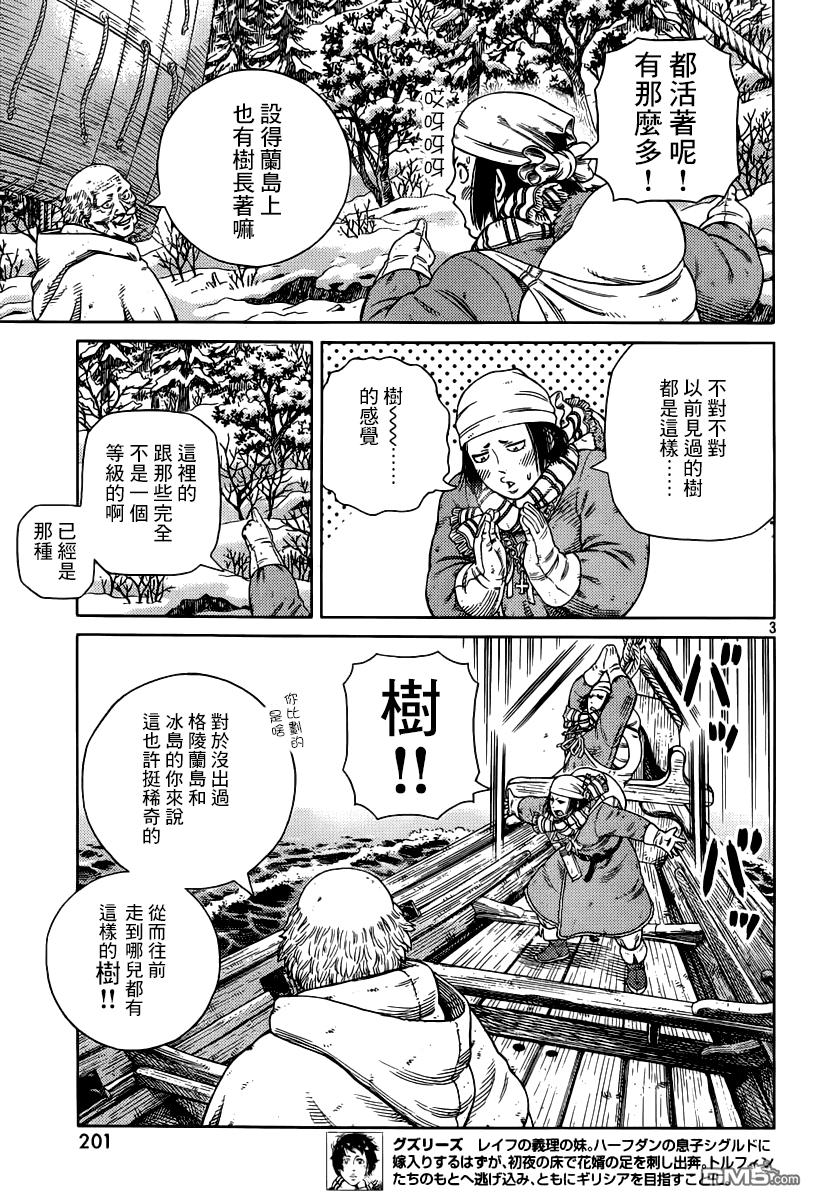 都活著呢！
有那麼多！
哎呀呀呀
設得蘭島上
也有樹長著嘛
不對不對
以前見過的樹
都是這樣……
樹～……
的感覺
這裡的
跟那些完全
不是一個
等級的啊
已經是
那種
3
樹!!
你比劃的
是啥
對於沒出過
格陵蘭島和
冰島的你來說
這也許挺稀奇的
從而往前
走到哪兒都有
這樣的樹!!
バッ
バッ
201
グズリーズ　レイフの義理の妹。ハーフダンの息子シグルドに
嫁入りするはずが、初夜の床で花婿の足を刺し出奔。トルフィン
たちのもとへ逃げ込み、ともにギリシアを目指すことに